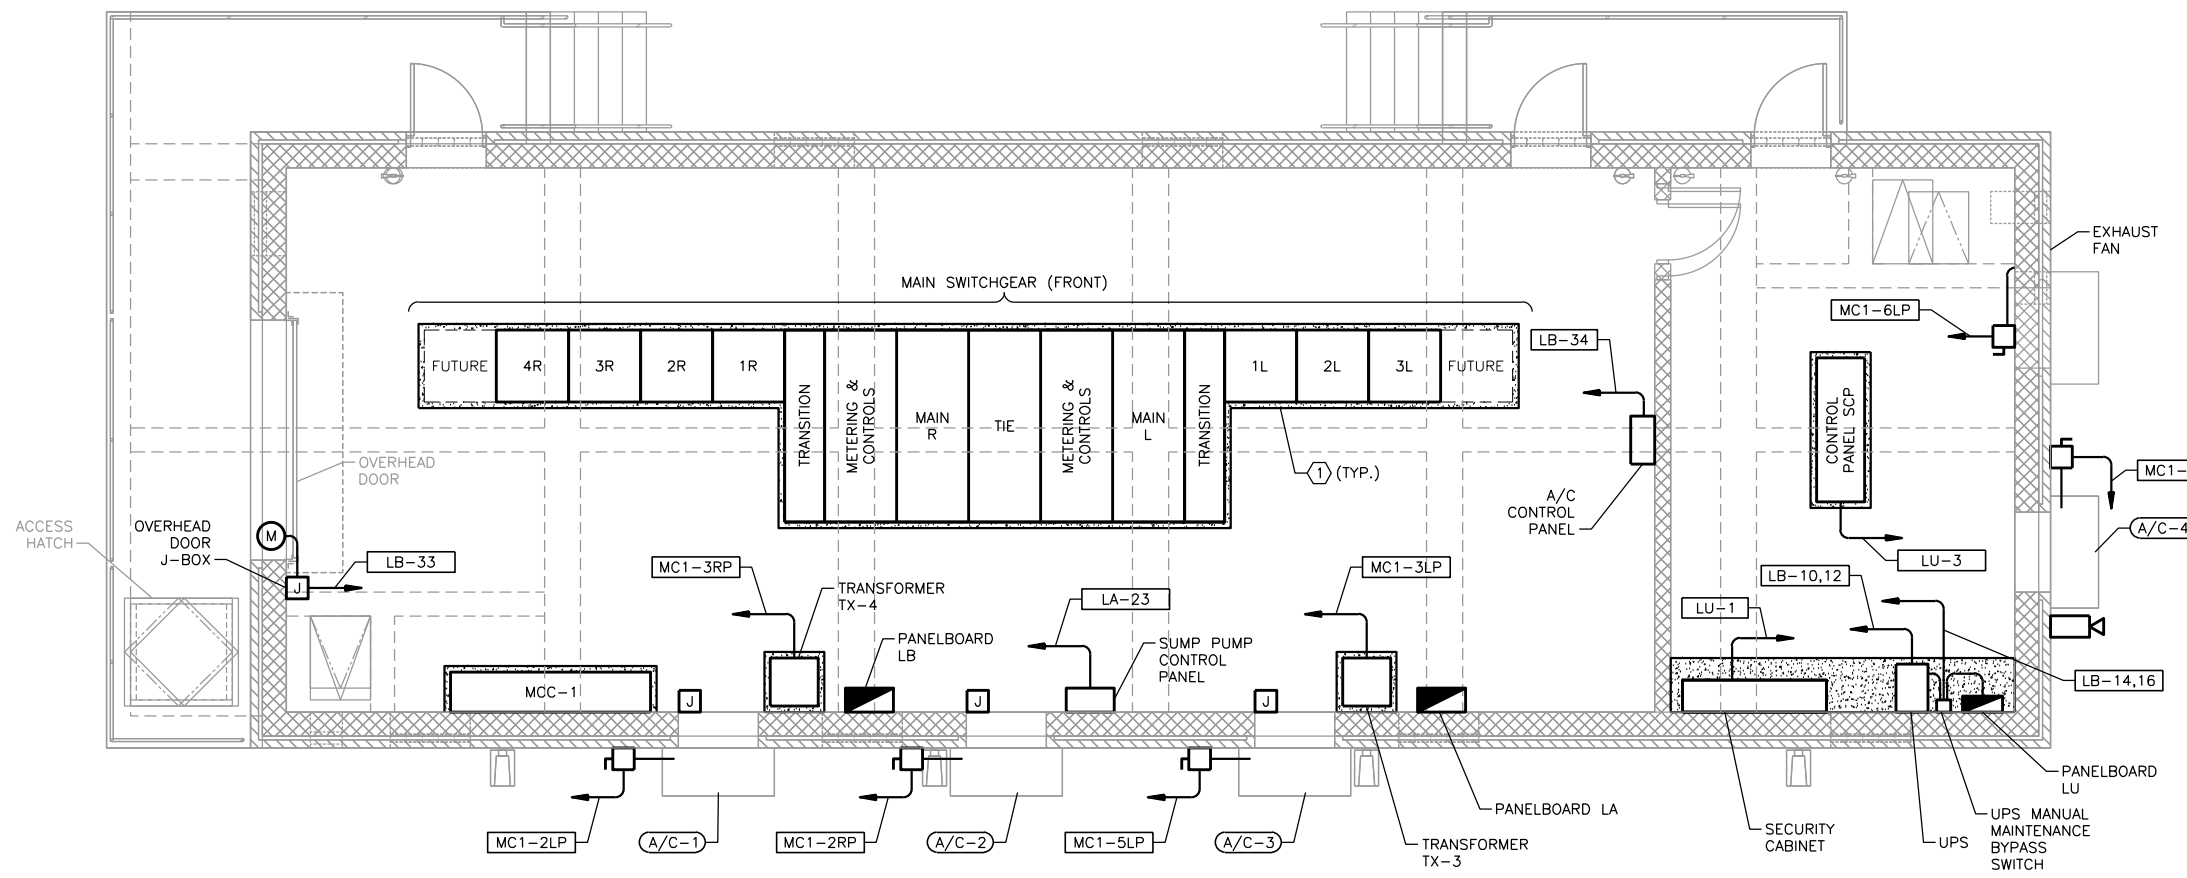 MAIN SWITCHGEAR (FRONT)
EXHAUST
FAN
MC1-6LP
LB-34
FUTURE
4R
3R
2R
1R
TRANSITION
METERING &
CONTROLS
MAIN
R
TIE
METERING &
CONTROLS
MAIN
L
TRANSITION
1L
2L
3L
FUTURE
CONTROL
PANEL SCP
1 (TYP.)
OVERHEAD
DOOR
A/C
CONTROL
PANEL
MC1-
A/C-4
ACCESS
HATCH
OVERHEAD
DOOR
J-BOX
M
J
LB-33
MC1-3RP
TRANSFORMER
TX-4
LA-23
MC1-3LP
LU-3
LB-10,12
LU-1
PANELBOARD
LB
SUMP PUMP
CONTROL
PANEL
MCC-1
J
J
J
LB-14,16
PANELBOARD
LU
PANELBOARD LA
MC1-2LP
A/C-1
MC1-2RP
A/C-2
MC1-5LP
A/C-3
TRANSFORMER
TX-3
SECURITY
CABINET
UPS
UPS MANUAL
MAINTENANCE
BYPASS
SWITCH